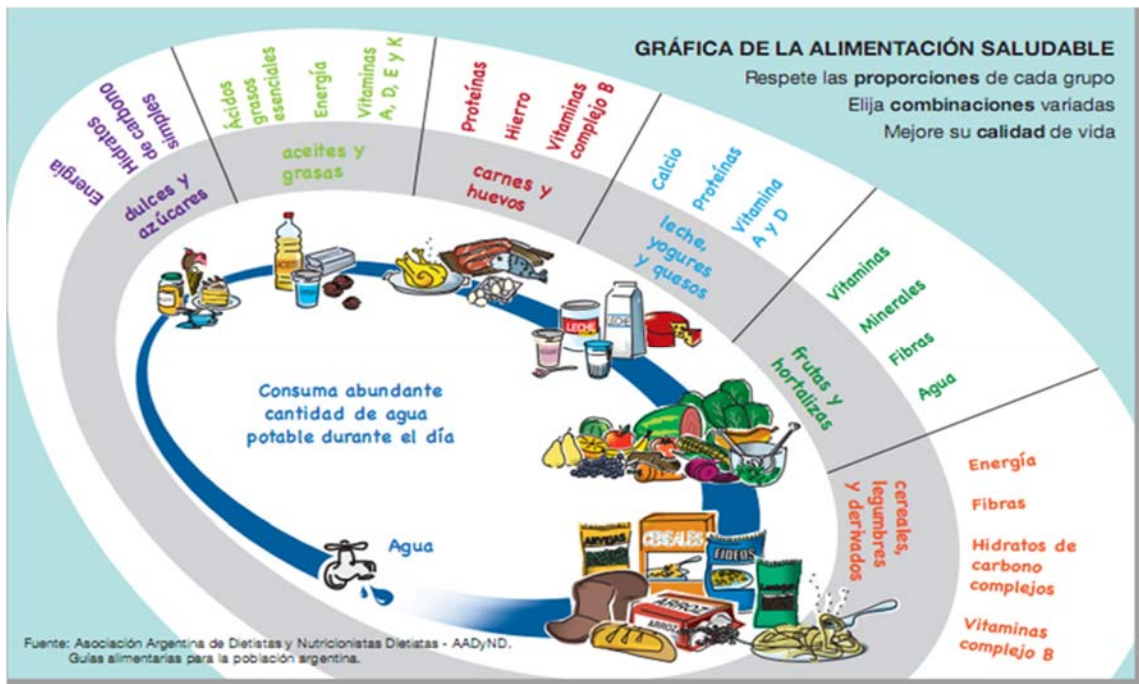 GRÁFICA DE LA ALIMENTACIÓN SALUDABLE
Respete las proporciones de cada grupo
Elija combinaciones variadas
Mejore su calidad de vida
Energía
Hidratos
de carbono
simples
dulces y
azúcares
Ácidos
grasos
esenciales
Energía
Vitaminas
A, D, E y K
aceites y
grasas
Proteínas
Hierro
Vitaminas
complejo B
carnes y
huevos
Calcio
Proteínas
Vitamina
A y D
leche,
yogures
y quesos
Vitaminas
Minerales
Fibras
Agua
frutas y
hortalizas
Energía
Fibras
Hidratos de
carbono
complejos
Vitaminas
complejo B
cereales,
legumbres
y derivados
LECHE
LECHE
Consuma abundante
cantidad de agua
potable durante el día
Agua
ARVEJAS
CEREALES
FIDEOS
ARROZ
ARROZ
Fuente: Asociación Argentina de Dietistas y Nutricionistas Dietistas - AADyND.
Guías alimentarias para la población argentina.